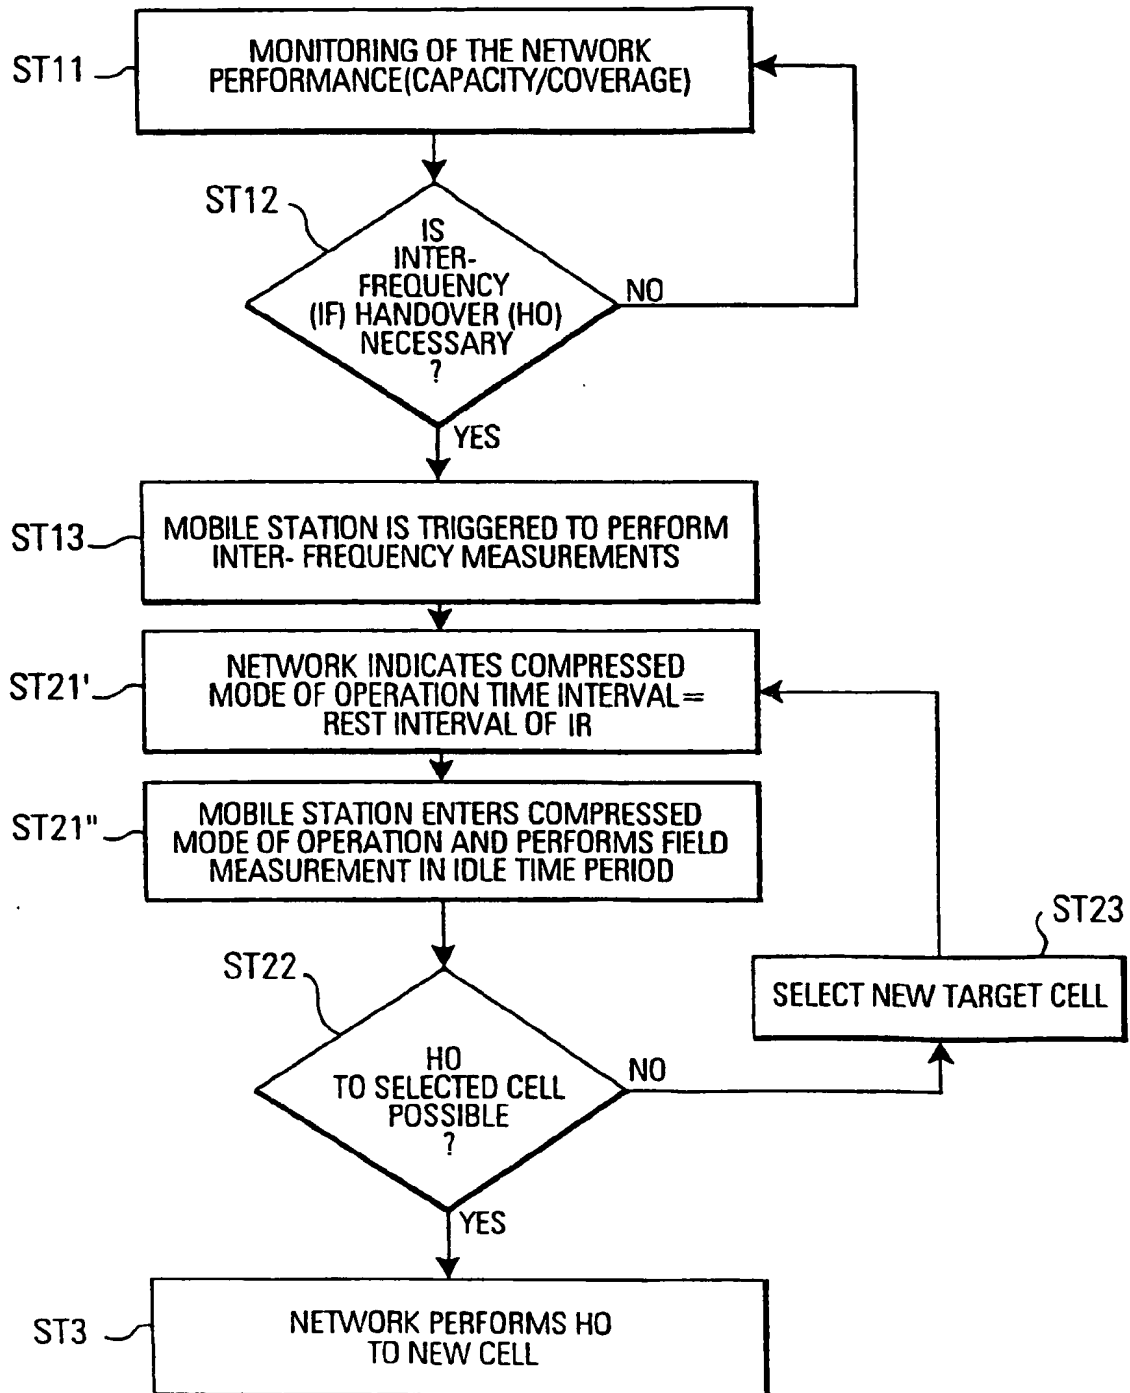 ST11
MONITORING OF THE NETWORK
PERFORMANCE(CAPACITY/COVERAGE)
ST12
IS
INTER-
FREQUENCY
(IF) HANDOVER (HO)
NECESSARY
?
NO
YES
ST13
MOBILE STATION IS TRIGGERED TO PERFORM
INTER- FREQUENCY MEASUREMENTS
ST21'
NETWORK INDICATES COMPRESSED
MODE OF OPERATION TIME INTERVAL=
REST INTERVAL OF IR
ST21"
MOBILE STATION ENTERS COMPRESSED
MODE OF OPERATION AND PERFORMS FIELD
MEASUREMENT IN IDLE TIME PERIOD
ST22
HO
TO SELECTED CELL
POSSIBLE
?
NO
ST23
SELECT NEW TARGET CELL
YES
ST3
NETWORK PERFORMS HO
TO NEW CELL